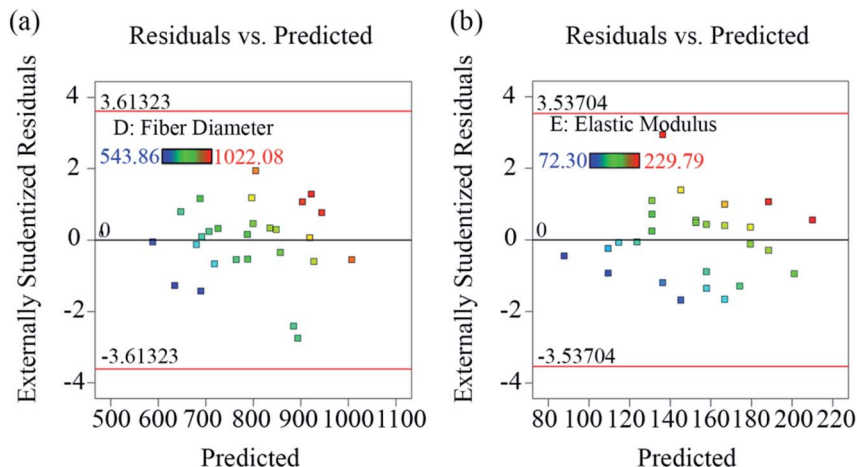 (a)
Residuals vs. Predicted
Externally Studentized Residuals
4
2
0
-2
-4
3.61323
D: Fiber Diameter
543.86 1022.08
0
-3.61323
500 600 700 800 900 1000 1100
Predicted
(b)
Residuals vs. Predicted
Externally Studentized Residuals
4
2
0
-2
-4
3.53704
E: Elastic Modulus
72.30 229.79
0
-3.53704
80 100 120 140 160 180 200 220
Predicted